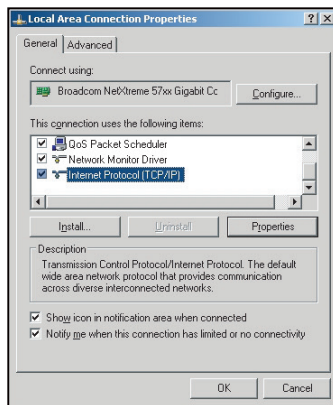 Local Area Connection Properties
General Advanced
Connect using:
Broadcom NetXtreme 57xx Gigabit Cc
Configure...
This connection uses the following items:
QoS Packet Scheduler
Network Monitor Driver
Internet Protocol (TCP/IP)
Install... Uninstall Properties
Description
Transmission Control Protocol/Internet Protocol. The default
wide area network protocol that provides communication
across diverse interconnected networks.
Show icon in notification area when connected
Notify me when this connection has limited or no connectivity
OK Cancel